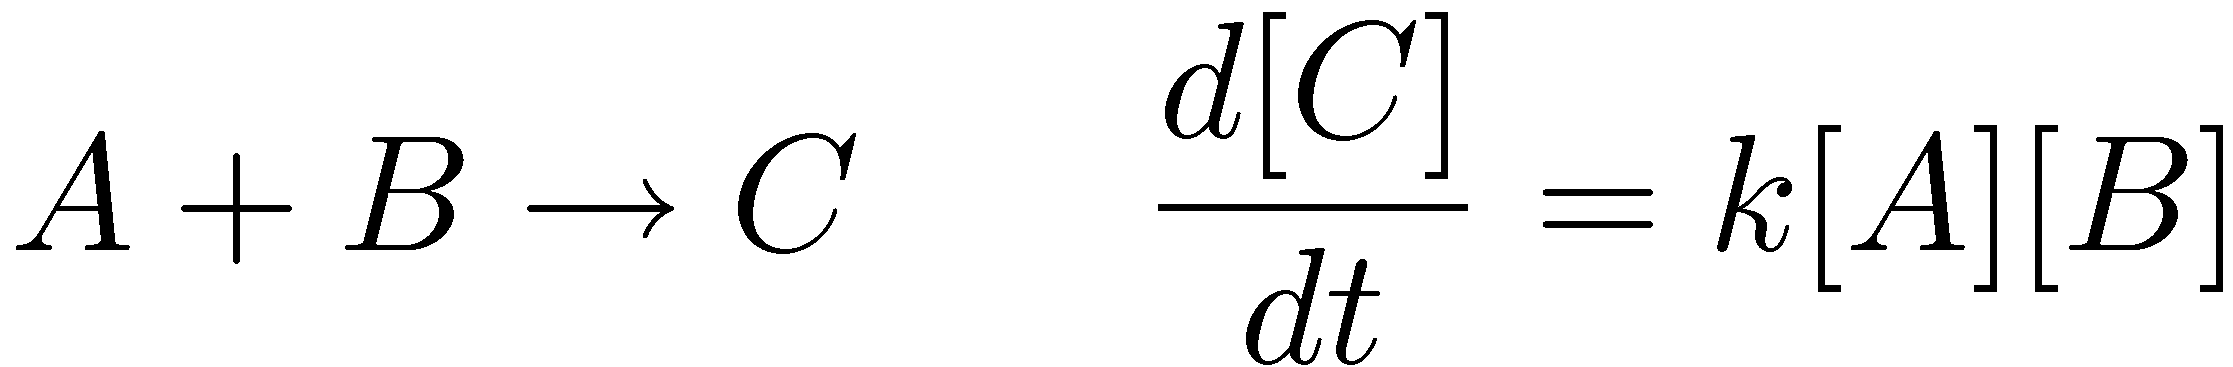 A + B → C  d[C]/dt = k[A][B]